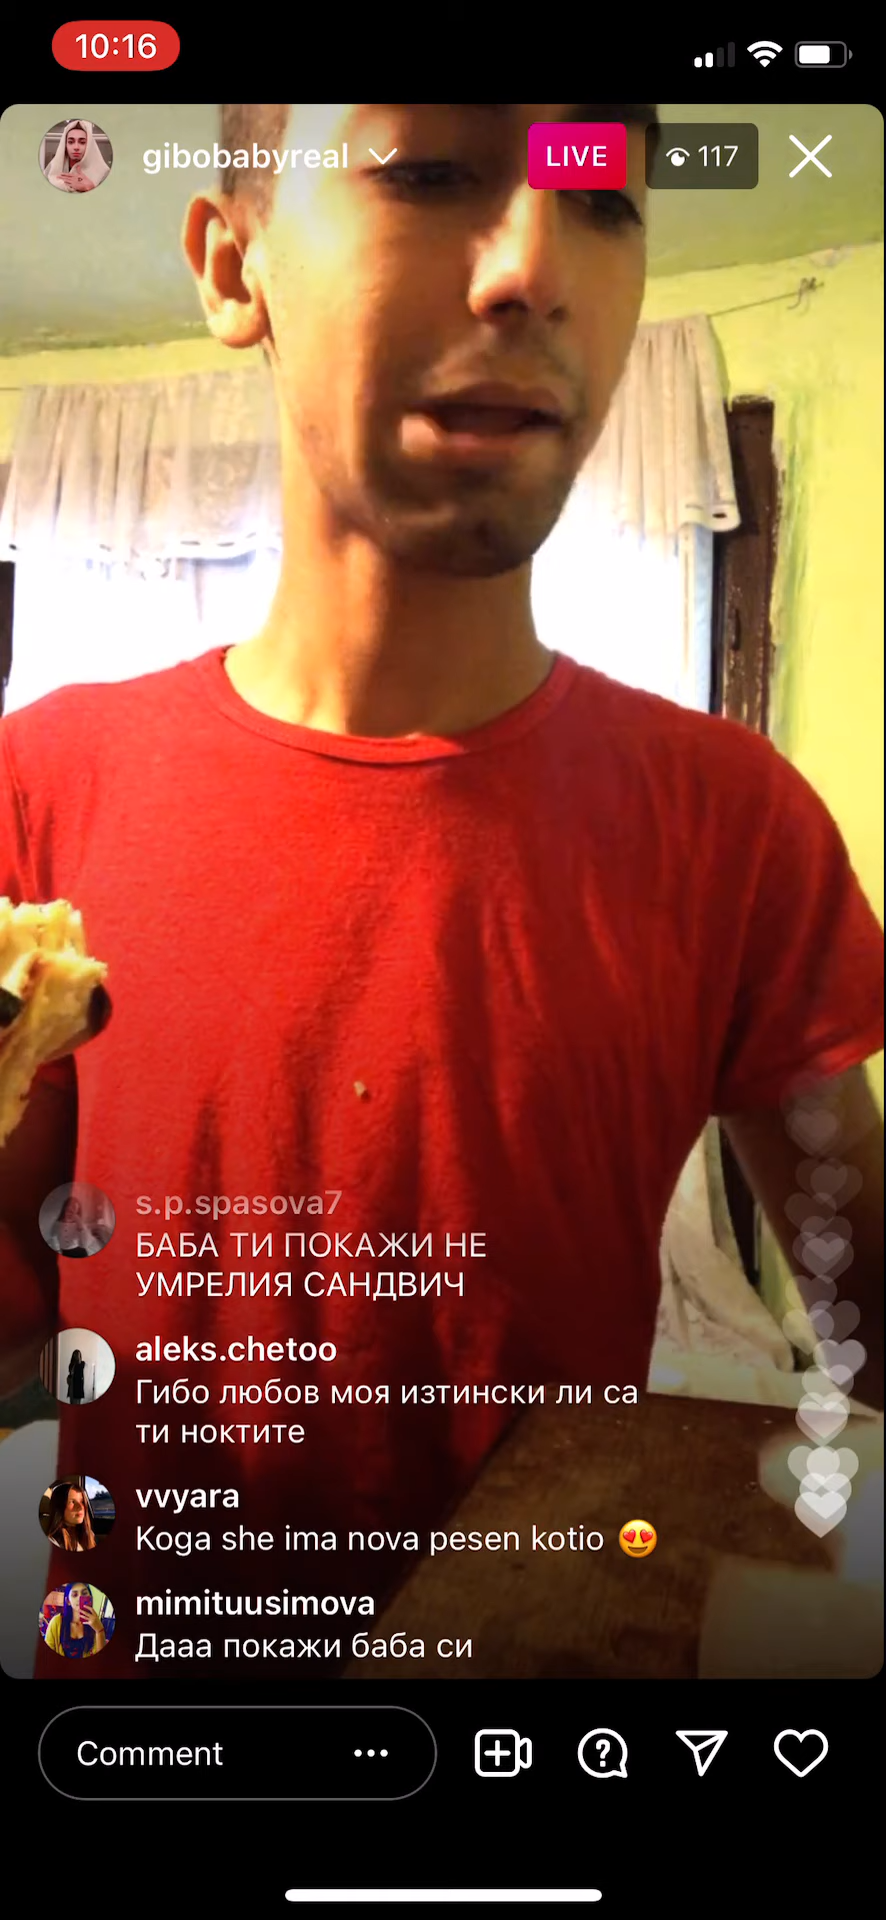 10:16
gibobabyreal
LIVE
117
s.p.spasova7
БАБА ТИ ПОКАЖИ НЕ
УМРЕЛИЯ САНДВИЧ
aleks.chetoo
Гибо любов моя изтински ли са
ти ноктите
vvyara
Koga she ima nova pesen kotio 😍
mimituusimova
Дааа покажи баба си
Comment